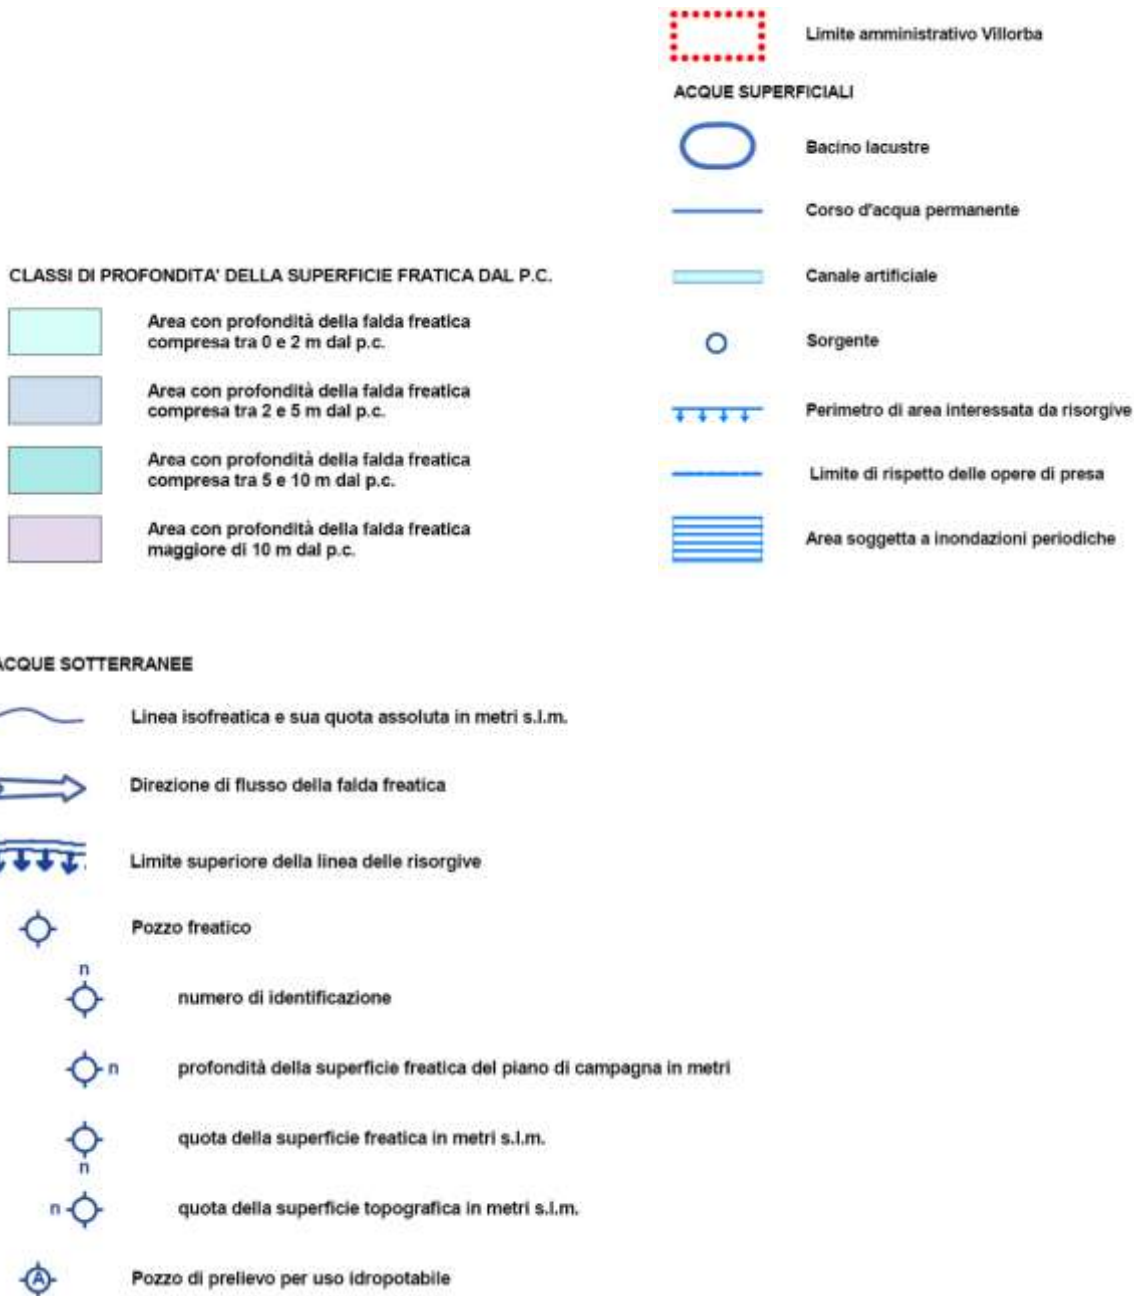 Limite amministrativo Villorba
ACQUE SUPERFICIALI
Bacino lacustre
Corso d'acqua permanente
Canale artificiale
Sorgente
Perimetro di area interessata da risorgive
Limite di rispetto delle opere di presa
Area soggetta a inondazioni periodiche
CLASSI DI PROFONDITA' DELLA SUPERFICIE FRATICA DAL P.C.
Area con profondità della falda freatica
compresa tra 0 e 2 m dal p.c.
Area con profondità della falda freatica
compresa tra 2 e 5 m dal p.c.
Area con profondità della falda freatica
compresa tra 5 e 10 m dal p.c.
Area con profondità della falda freatica
maggiore di 10 m dal p.c.
ACQUE SOTTERRANEE
Linea isofreatica e sua quota assoluta in metri s.l.m.
Direzione di flusso della falda freatica
Limite superiore della linea delle risorgive
Pozzo freatico
n
numero di identificazione
n profondità della superficie freatica del piano di campagna in metri
quota della superficie freatica in metri s.l.m.
n
n quota della superficie topografica in metri s.l.m.
A Pozzo di prelievo per uso idropotabile